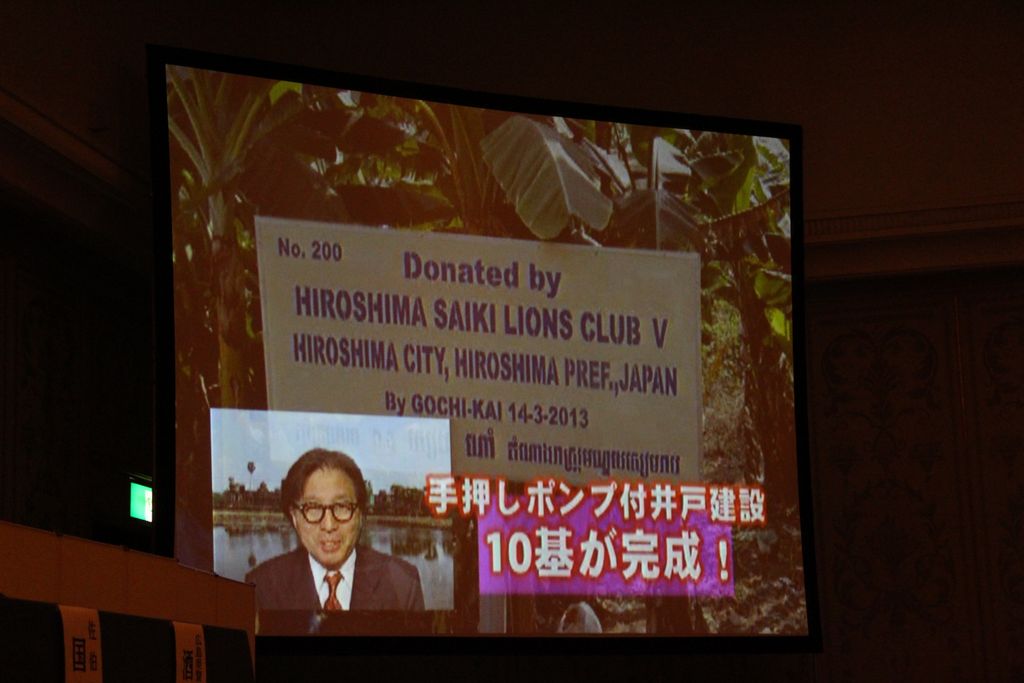 No. 200
Donated by
HIROSHIMA SAIKI LIONS CLUB V
HIROSHIMA CITY, HIROSHIMA PREF.,JAPAN
By GOCHI-KAI 14-3-2013
手押しポンプ付井戸建設
10基が完成！